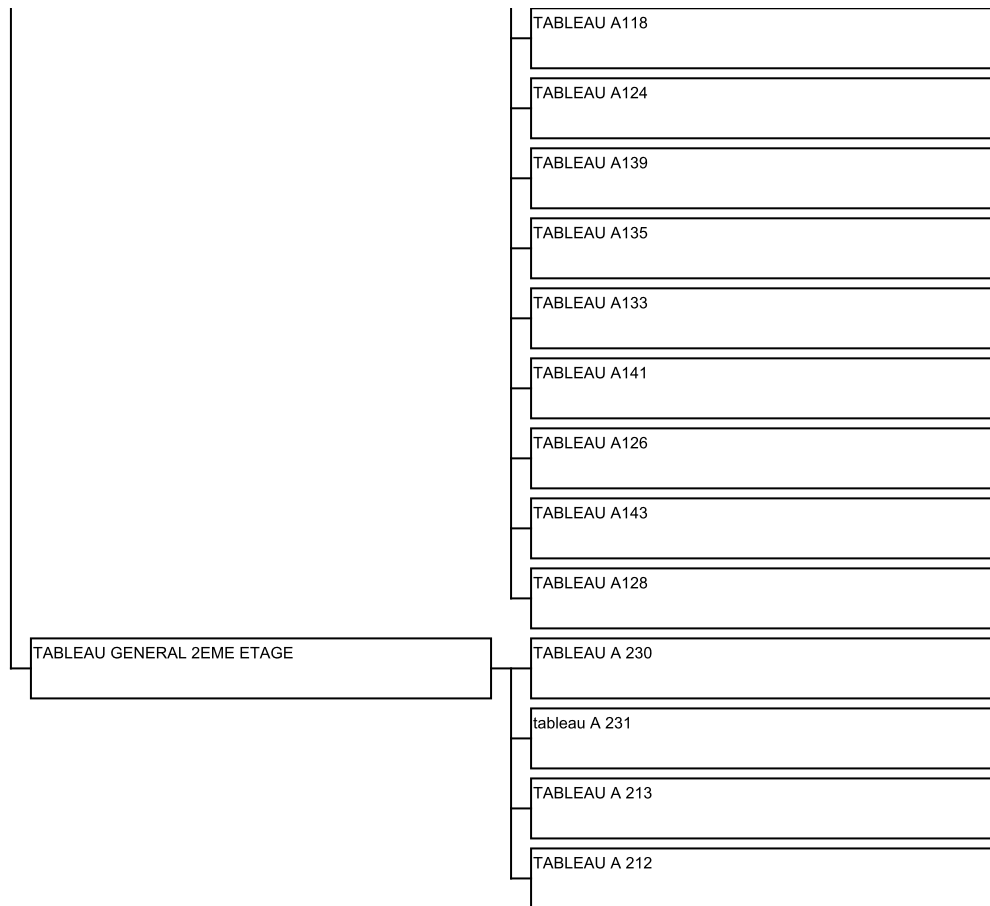 TABLEAU A118
TABLEAU A124
TABLEAU A139
TABLEAU A135
TABLEAU A133
TABLEAU A141
TABLEAU A126
TABLEAU A143
TABLEAU A128
TABLEAU GENERAL 2EME ETAGE
TABLEAU A 230
tableau A 231
TABLEAU A 213
TABLEAU A 212